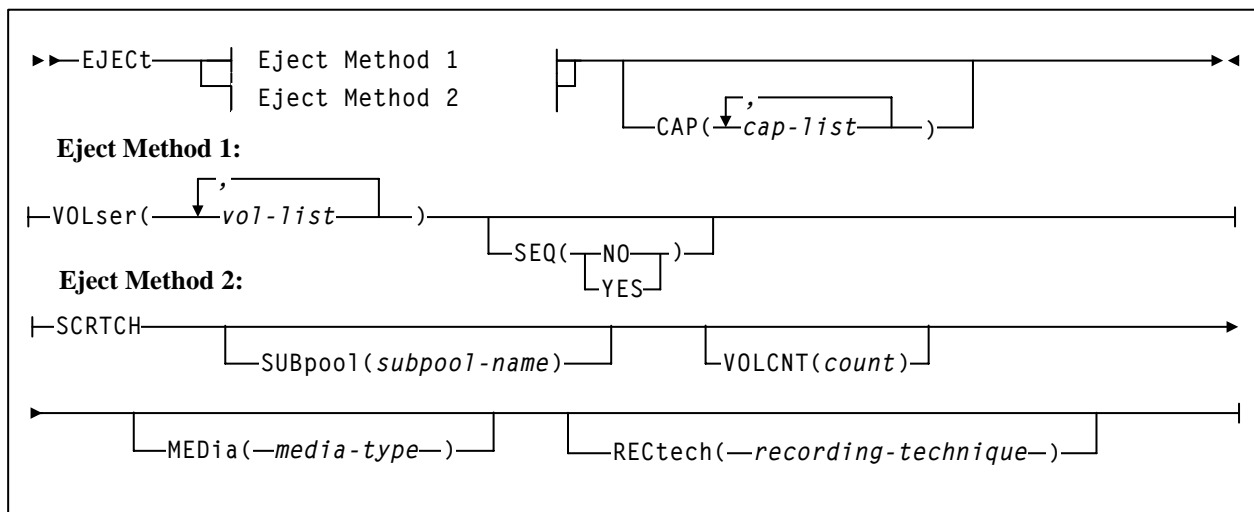 EJECt Eject Method 1
Eject Method 2
,
CAP( cap-list )
Eject Method 1:
,
VOLser( vol-list )
SEQ( NO )
YES
Eject Method 2:
SCRTCH
SUBpool(subpool-name) VOLCNT(count)
MEDia( media-type ) RECtech( recording-technique )